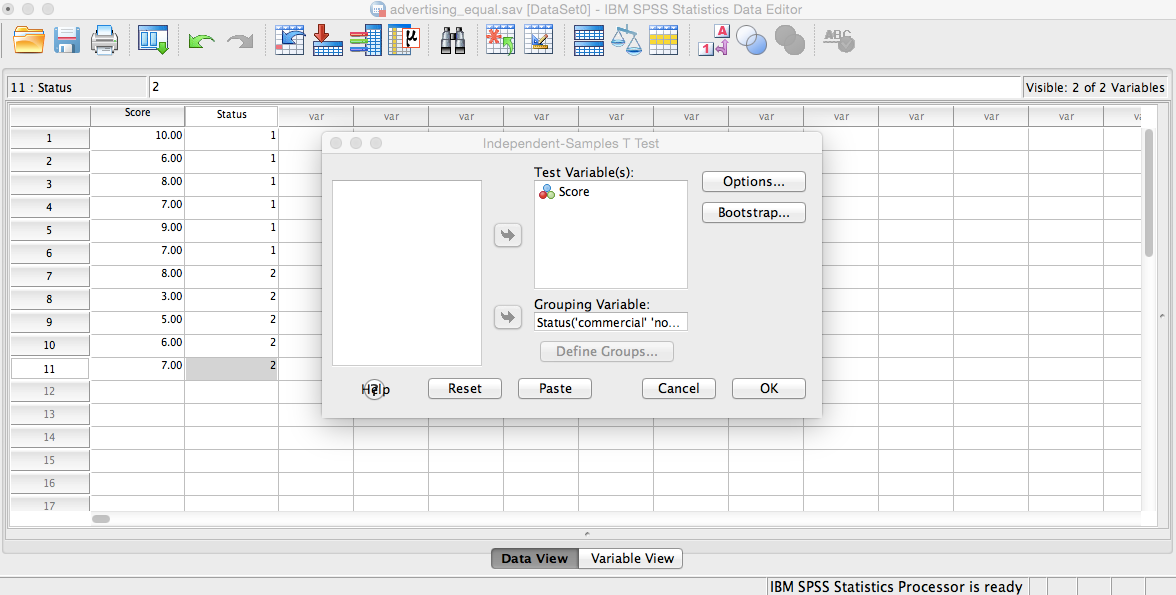 advertising_equal.sav [DataSet0] - IBM SPSS Statistics Data Editor
A
1
ABC
μ
11 : Status
2
Visible: 2 of 2 Variables
Score Status var var var var var var var var var var var
1 10.00 1
2 6.00 1
3 8.00 1
4 7.00 1
5 9.00 1
6 7.00 1
7 8.00 2
8 3.00 2
9 5.00 2
10 6.00 2
11 7.00 2
12
13
14
15
16
17
Independent-Samples T Test
Test Variable(s):
Score
Options...
Bootstrap...
Grouping Variable:
Status('commercial' 'no...
Define Groups...
Help ? Reset Paste Cancel OK
Data View Variable View
IBM SPSS Statistics Processor is ready